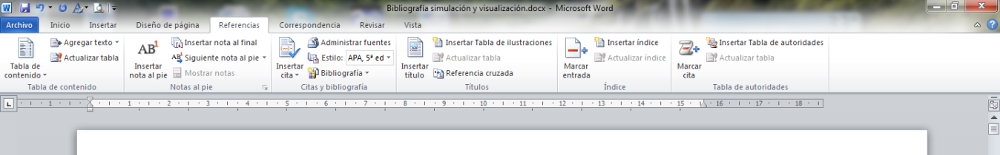 Bibliografía simulación y visualización.docx - Microsoft Word
Archivo Inicio Insertar Diseño de página Referencias Correspondencia Revisar Vista
Tabla de contenido
Agregar texto
Actualizar tabla
Tabla de contenido
AB1
Insertar nota al pie
Insertar nota al final
Siguiente nota al pie
Mostrar notas
Notas al pie
Insertar cita
Administrar fuentes
Estilo: APA, 5ª ed
Bibliografía
Citas y bibliografía
Insertar título
Insertar Tabla de ilustraciones
Actualizar tabla
Referencia cruzada
Títulos
Marcar entrada
Insertar índice
Actualizar índice
Índice
Marcar cita
Insertar Tabla de autoridades
Actualizar tabla
Tabla de autoridades
1 1 2 3 4 5 6 7 8 9 10 11 12 13 14 15 16 17 18